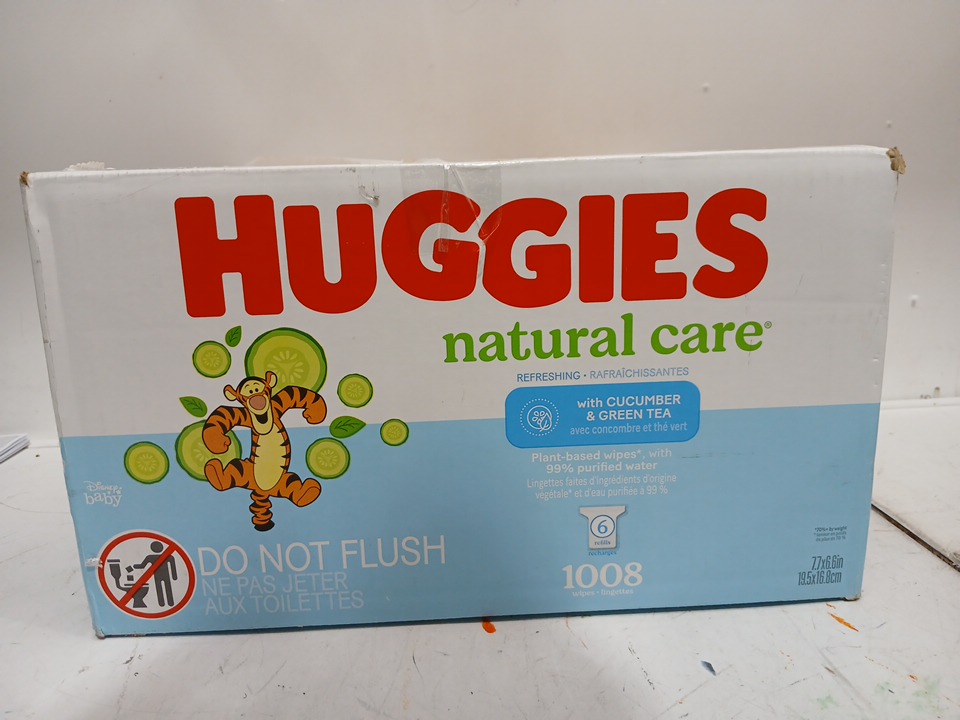 HUGGIES
natural care®
REFRESHING • RAFRAÎCHISSANTES
with CUCUMBER
& GREEN TEA
avec concombre et thé vert
Plant-based wipes*, with
99% purified water
Lingettes faites d'ingrédients d'origine
végétale* et d'eau purifiée à 99 %
Disney
baby
6
refills
recharges
1008
wipes • lingettes
DO NOT FLUSH
NE PAS JETER
AUX TOILETTES
7.7x6.6in
19.5x16.8cm